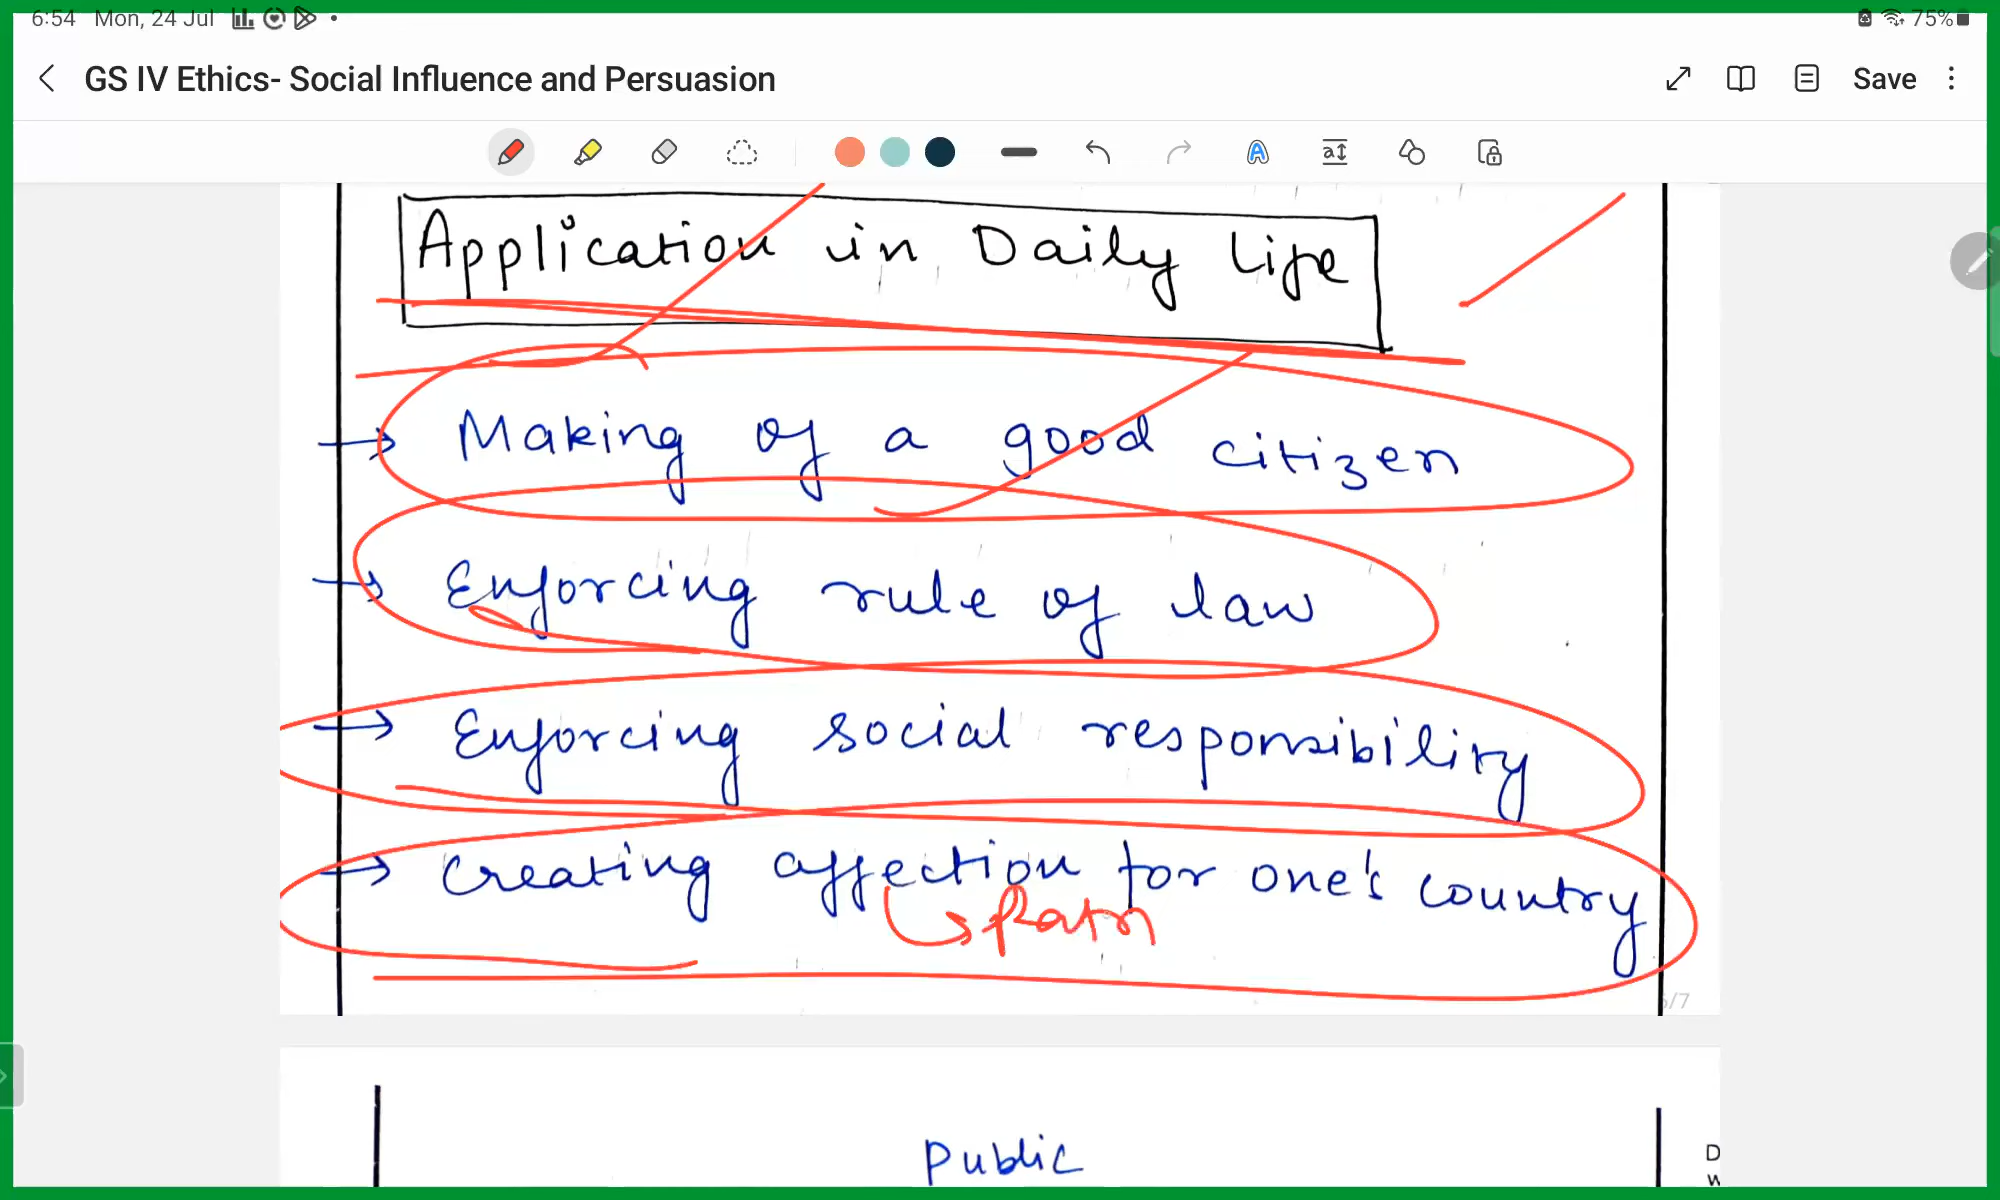 6:54 Mon, 24 Jul 75%
GS IV Ethics- Social Influence and Persuasion Save
Application in Daily Life
→ Making of a good citizen
→ Enforcing rule of law
→ Enforcing social responsibility
→ Creating affection for one's country
/7
Public
D